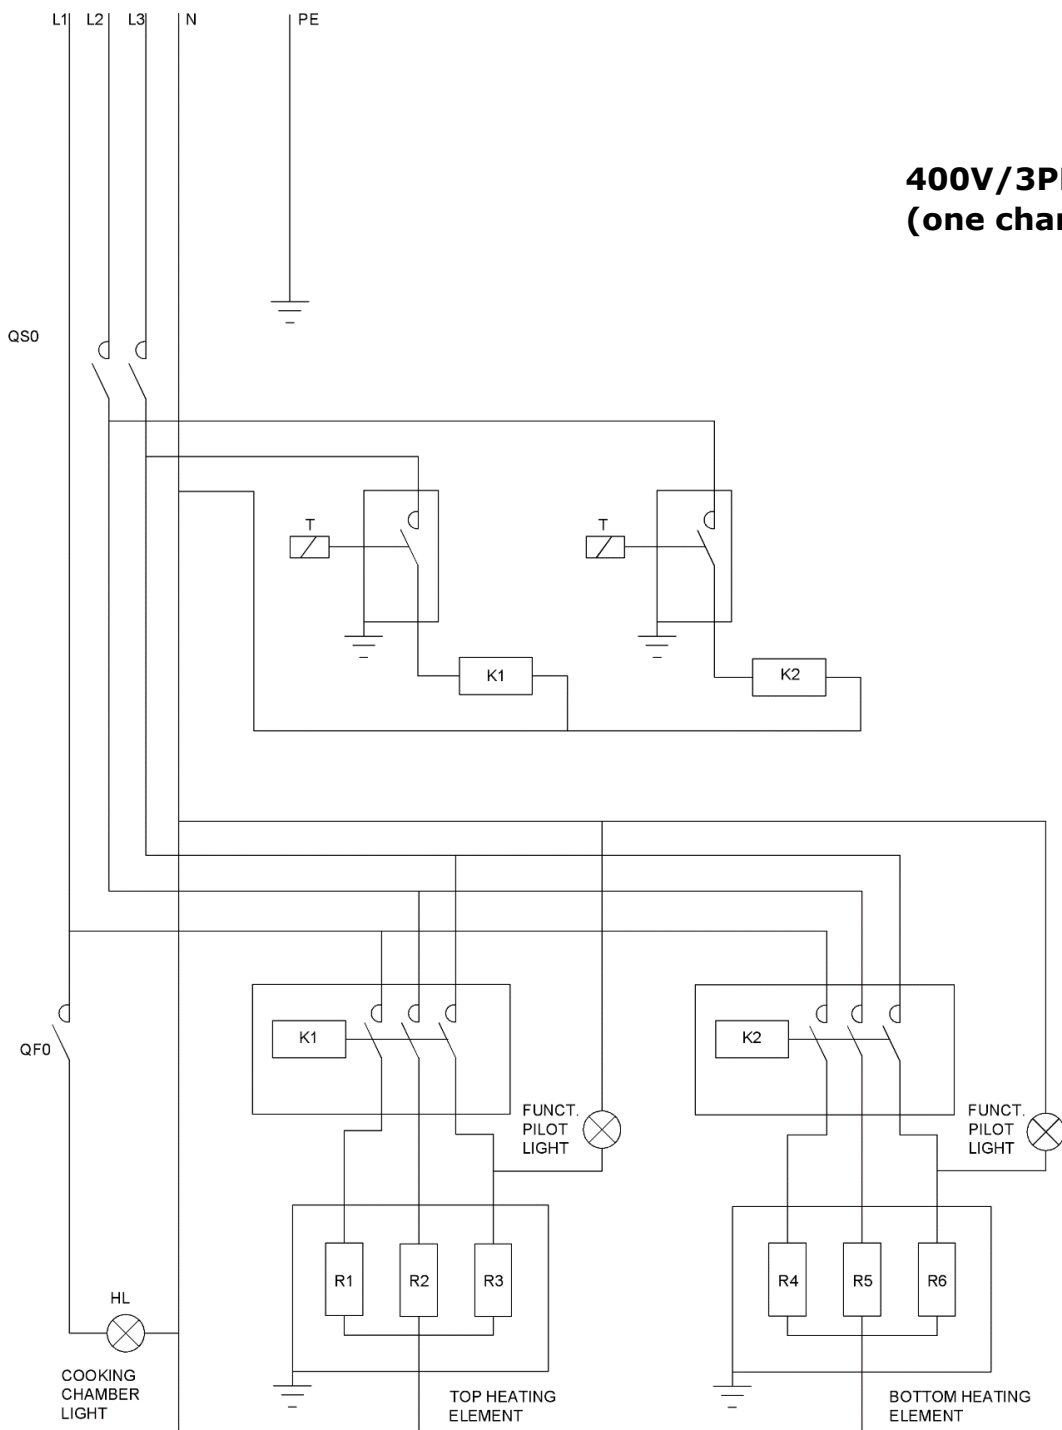 L1 L2 L3 N PE
400V/3P
(one cha
QS0
T T
K1 K2
K1 K2
QF0
FUNCT.
PILOT
LIGHT
FUNCT.
PILOT
LIGHT
R1 R2 R3 R4 R5 R6
HL
COOKING
CHAMBER
LIGHT
TOP HEATING
ELEMENT
BOTTOM HEATING
ELEMENT